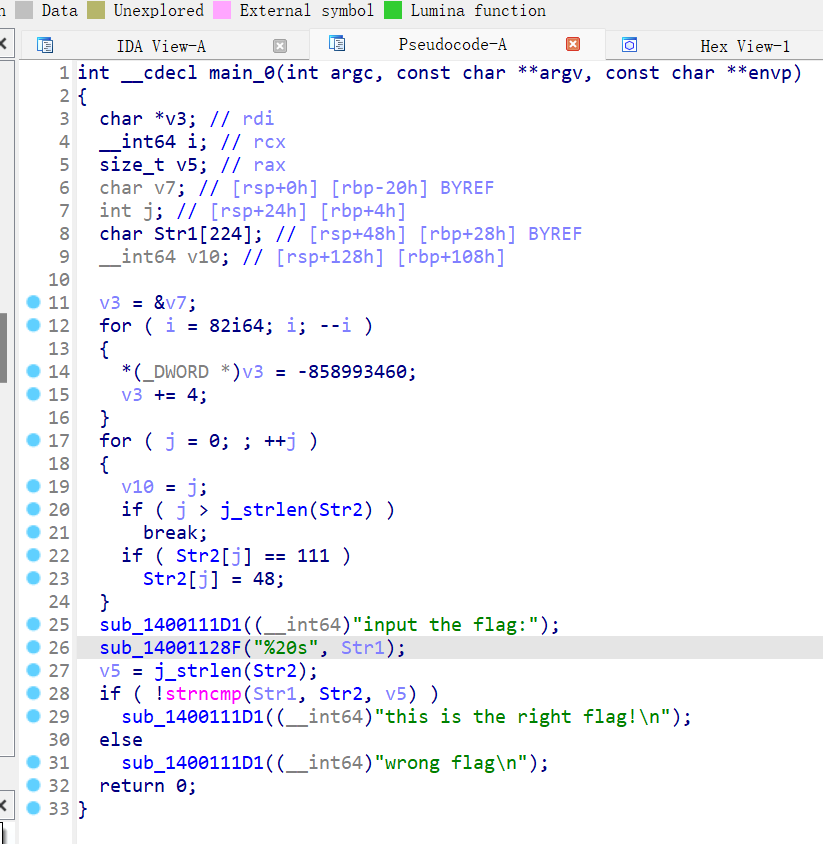 n Data Unexplored External symbol Lumina function
IDA View-A Pseudocode-A Hex View-1
1 int __cdecl main_0(int argc, const char **argv, const char **envp)
2 {
3 char *v3; // rdi
4 __int64 i; // rcx
5 size_t v5; // rax
6 char v7; // [rsp+0h] [rbp-20h] BYREF
7 int j; // [rsp+24h] [rbp+4h]
8 char Str1[224]; // [rsp+48h] [rbp+28h] BYREF
9 __int64 v10; // [rsp+128h] [rbp+108h]
10
11 v3 = &v7;
12 for ( i = 82i64; i; --i )
13 {
14 *(_DWORD *)v3 = -858993460;
15 v3 += 4;
16 }
17 for ( j = 0; ; ++j )
18 {
19 v10 = j;
20 if ( j > j_strlen(Str2) )
21 break;
22 if ( Str2[j] == 111 )
23 Str2[j] = 48;
24 }
25 sub_1400111D1((__int64)"input the flag:");
26 sub_14001128F("%20s", Str1);
27 v5 = j_strlen(Str2);
28 if ( !strncmp(Str1, Str2, v5) )
29 sub_1400111D1((__int64)"this is the right flag!\n");
30 else
31 sub_1400111D1((__int64)"wrong flag\n");
32 return 0;
33 }